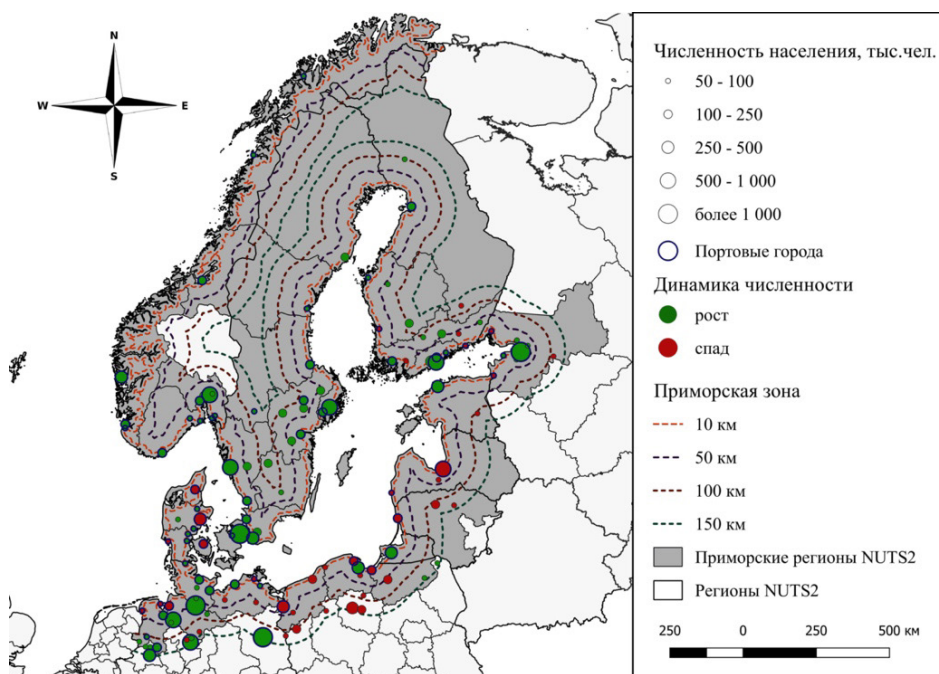 N
W
E
S
Численность населения, тыс.чел.
50 - 100
100 - 250
250 - 500
500 - 1 000
более 1 000
Портовые города
Динамика численности
рост
спад
Приморская зона
10 км
50 км
100 км
150 км
Приморские регионы NUTS2
Регионы NUTS2
250 0 250 500 км